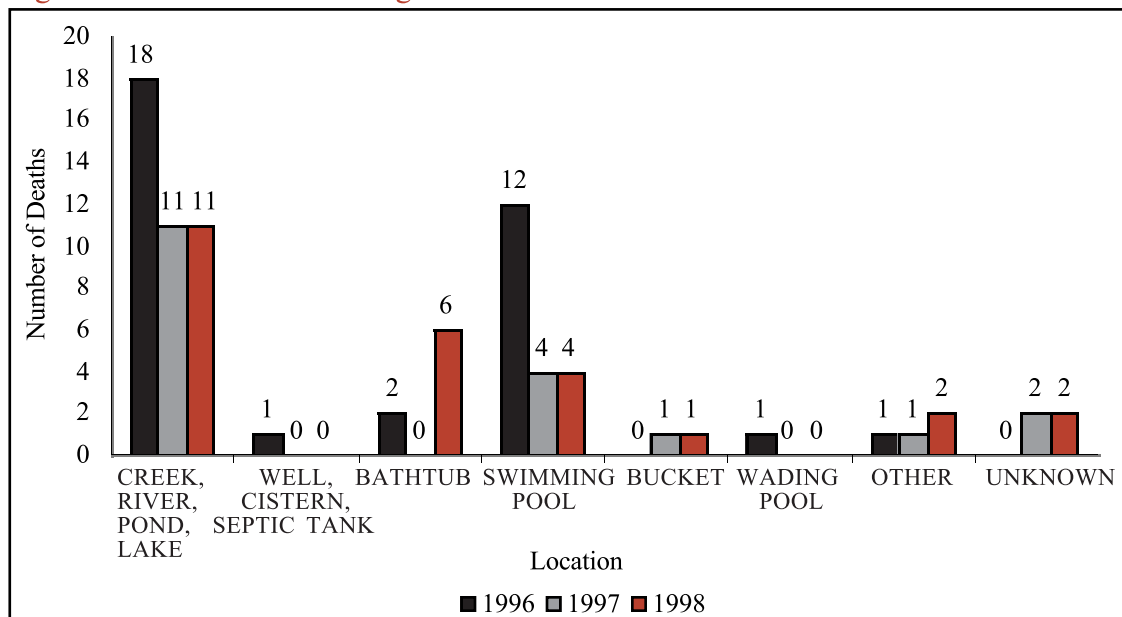 20
18
16
14
12
10
8
6
4
2
0
Number of Deaths
18
11 11
1
0 0
2
0
6
12
4 4
0
1 1
1
0 0
1 1
2
0
2 2
CREEK,
RIVER,
POND,
LAKE
WELL,
CISTERN,
SEPTIC TANK
BATHTUB
SWIMMING
POOL
BUCKET
WADING
POOL
OTHER
UNKNOWN
Location
1996 1997 1998